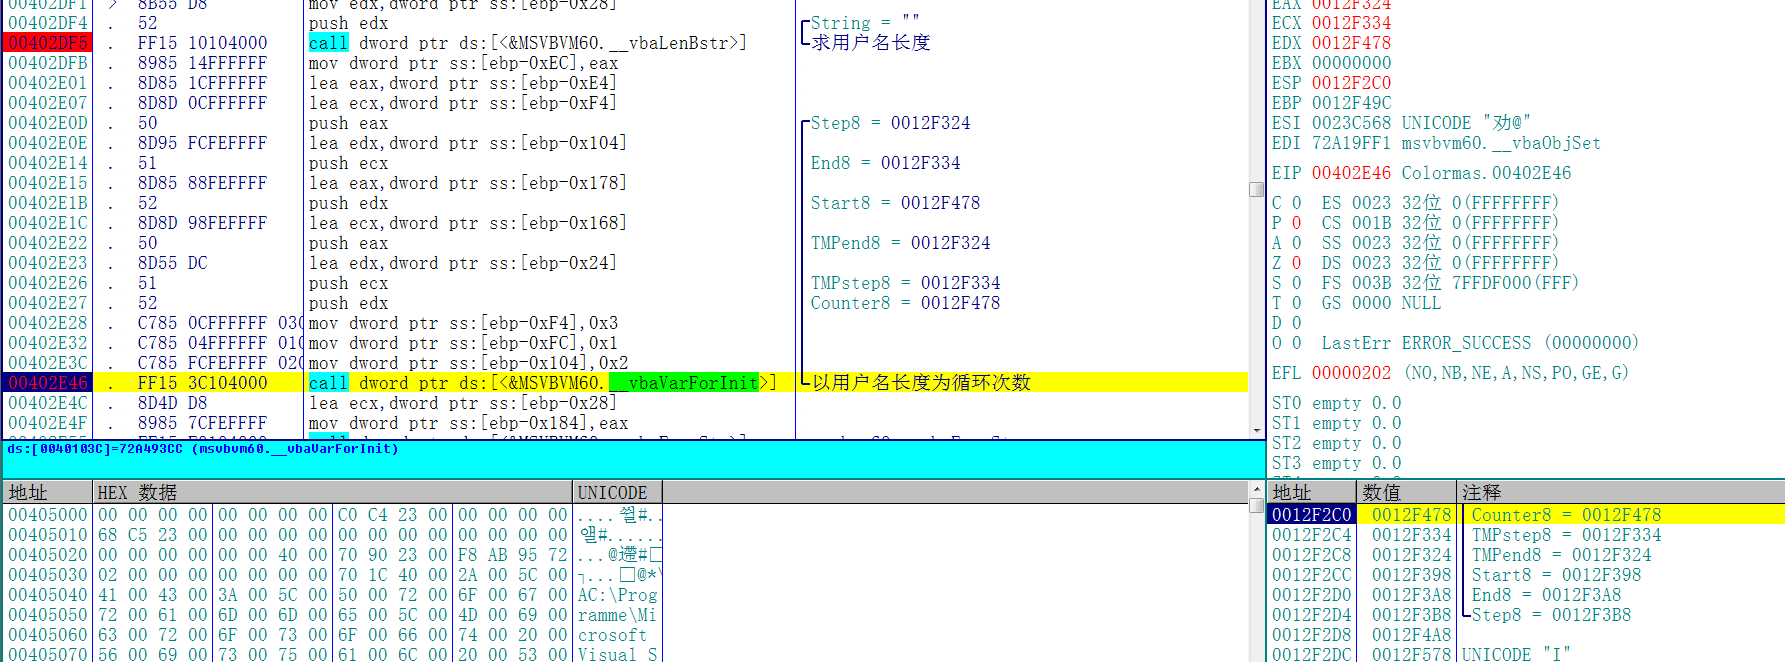 00402DF1 > 8B55 D8 mov edx,dword ptr ss:[ebp-0x28]
00402DF4 . 52 push edx String = ""
00402DF5 . FF15 10104000 call dword ptr ds:[<&MSVBVM60.__vbaLenBstr>] 求用户名长度
00402DFB . 8985 14FFFFFF mov dword ptr ss:[ebp-0xEC],eax
00402E01 . 8D85 1CFFFFFF lea eax,dword ptr ss:[ebp-0xE4]
00402E07 . 8D8D 0CFFFFFF lea ecx,dword ptr ss:[ebp-0xF4]
00402E0D . 50 push eax Step8 = 0012F324
00402E0E . 8D95 FCFEFFFF lea edx,dword ptr ss:[ebp-0x104]
00402E14 . 51 push ecx End8 = 0012F334
00402E15 . 8D85 88FEFFFF lea eax,dword ptr ss:[ebp-0x178]
00402E1B . 52 push edx Start8 = 0012F478
00402E1C . 8D8D 98FEFFFF lea ecx,dword ptr ss:[ebp-0x168]
00402E22 . 50 push eax TMPend8 = 0012F324
00402E23 . 8D55 DC lea edx,dword ptr ss:[ebp-0x24]
00402E26 . 51 push ecx TMPstep8 = 0012F334
00402E27 . 52 push edx Counter8 = 0012F478
00402E28 . C785 0CFFFFFF 030 mov dword ptr ss:[ebp-0xF4],0x3
00402E32 . C785 04FFFFFF 010 mov dword ptr ss:[ebp-0xFC],0x1
00402E3C . C785 FCFEFFFF 020 mov dword ptr ss:[ebp-0x104],0x2
00402E46 . FF15 3C104000 call dword ptr ds:[<&MSVBVM60.__vbaVarForInit>] 以用户名长度为循环次数
00402E4C . 8D4D D8 lea ecx,dword ptr ss:[ebp-0x28]
00402E4F . 8985 7CFEFFFF mov dword ptr ss:[ebp-0x184],eax
ds:[0040103C]=72A493CC (msvbvm60.__vbaVarForInit)
EAX 0012F324
ECX 0012F334
EDX 0012F478
EBX 00000000
ESP 0012F2C0
EBP 0012F49C
ESI 0023C568 UNICODE "劝@"
EDI 72A19FF1 msvbvm60.__vbaObjSet
EIP 00402E46 Colormas.00402E46
C 0 ES 0023 32位 0(FFFFFFFF)
P 0 CS 001B 32位 0(FFFFFFFF)
A 0 SS 0023 32位 0(FFFFFFFF)
Z 0 DS 0023 32位 0(FFFFFFFF)
S 0 FS 003B 32位 7FFDF000(FFF)
T 0 GS 0000 NULL
D 0
O 0 LastErr ERROR_SUCCESS (00000000)
EFL 00000202 (NO,NB,NE,A,NS,PO,GE,G)
ST0 empty 0.0
ST1 empty 0.0
ST2 empty 0.0
ST3 empty 0.0
地址 HEX 数据 UNICODE
00405000 00 00 00 00 00 00 00 00 C0 C4 23 00 00 00 00 00 ....쓀#..
00405010 68 C5 23 00 00 00 00 00 00 00 00 00 00 00 00 00 앨#......
00405020 00 00 00 00 00 00 40 00 70 90 23 00 F8 AB 95 72 ...@遰#□
00405030 02 00 00 00 00 00 00 00 70 1C 40 00 2A 00 5C 00 ┐...□@*\
00405040 41 00 43 00 3A 00 5C 00 50 00 72 00 6F 00 67 00 AC:\Prog
00405050 72 00 61 00 6D 00 6D 00 65 00 5C 00 4D 00 69 00 ramme\Mi
00405060 63 00 72 00 6F 00 73 00 6F 00 66 00 74 00 20 00 crosoft
00405070 56 00 69 00 73 00 75 00 61 00 6C 00 20 00 53 00 Visual S
地址 数值 注释
0012F2C0 0012F478 Counter8 = 0012F478
0012F2C4 0012F334 TMPstep8 = 0012F334
0012F2C8 0012F324 TMPend8 = 0012F324
0012F2CC 0012F398 Start8 = 0012F398
0012F2D0 0012F3A8 End8 = 0012F3A8
0012F2D4 0012F3B8 Step8 = 0012F3B8
0012F2D8 0012F4A8
0012F2DC 0012F578 UNICODE "I"